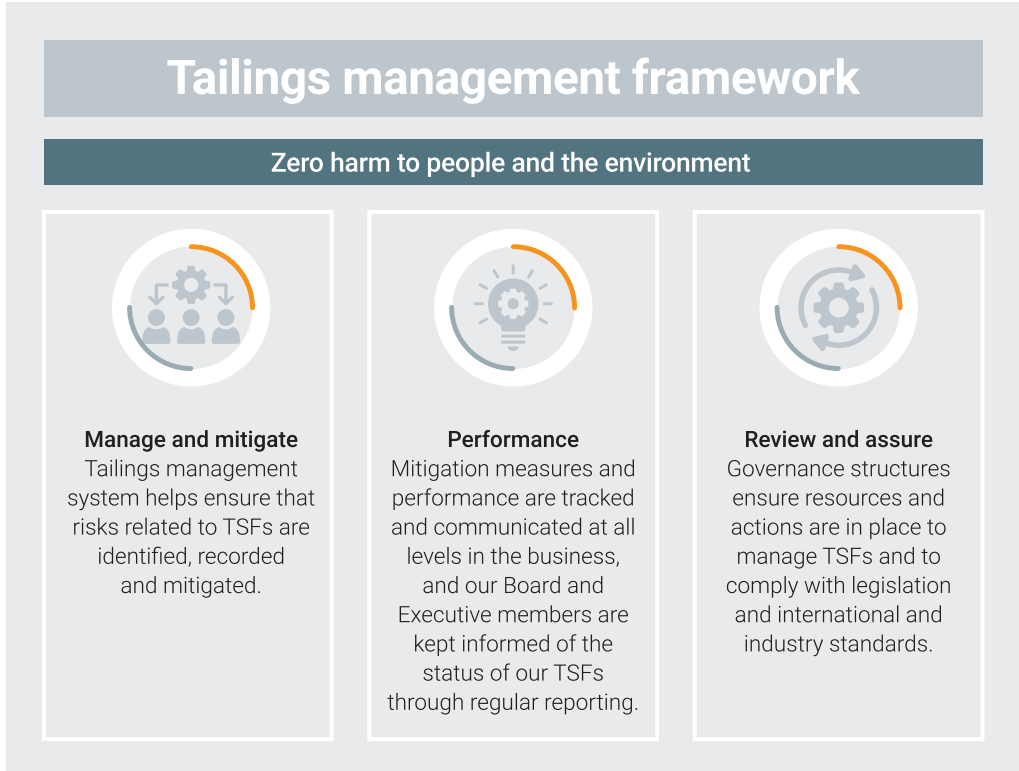 Tailings management framework
Zero harm to people and the environment
Manage and mitigate
Tailings management
system helps ensure that
risks related to TSFs are
identified, recorded
and mitigated.
Performance
Mitigation measures and
performance are tracked
and communicated at all
levels in the business,
and our Board and
Executive members are
kept informed of the
status of our TSFs
through regular reporting.
Review and assure
Governance structures
ensure resources and
actions are in place to
manage TSFs and to
comply with legislation
and international and
industry standards.